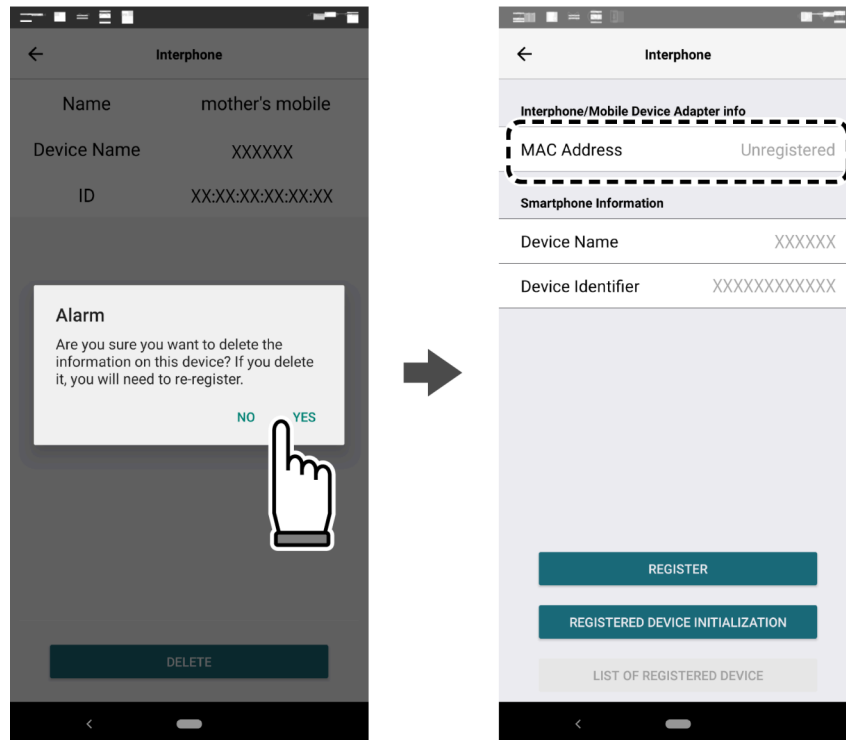 Interphone
Name mother's mobile
Device Name XXXXXX
ID XX:XX:XX:XX:XX:XX
Alarm
Are you sure you want to delete the
information on this device? If you delete
it, you will need to re-register.
NO YES
DELETE
Interphone
Interphone/Mobile Device Adapter info
MAC Address Unregistered
Smartphone Information
Device Name XXXXXX
Device Identifier XXXXXXXXXXXX
REGISTER
REGISTERED DEVICE INITIALIZATION
LIST OF REGISTERED DEVICE